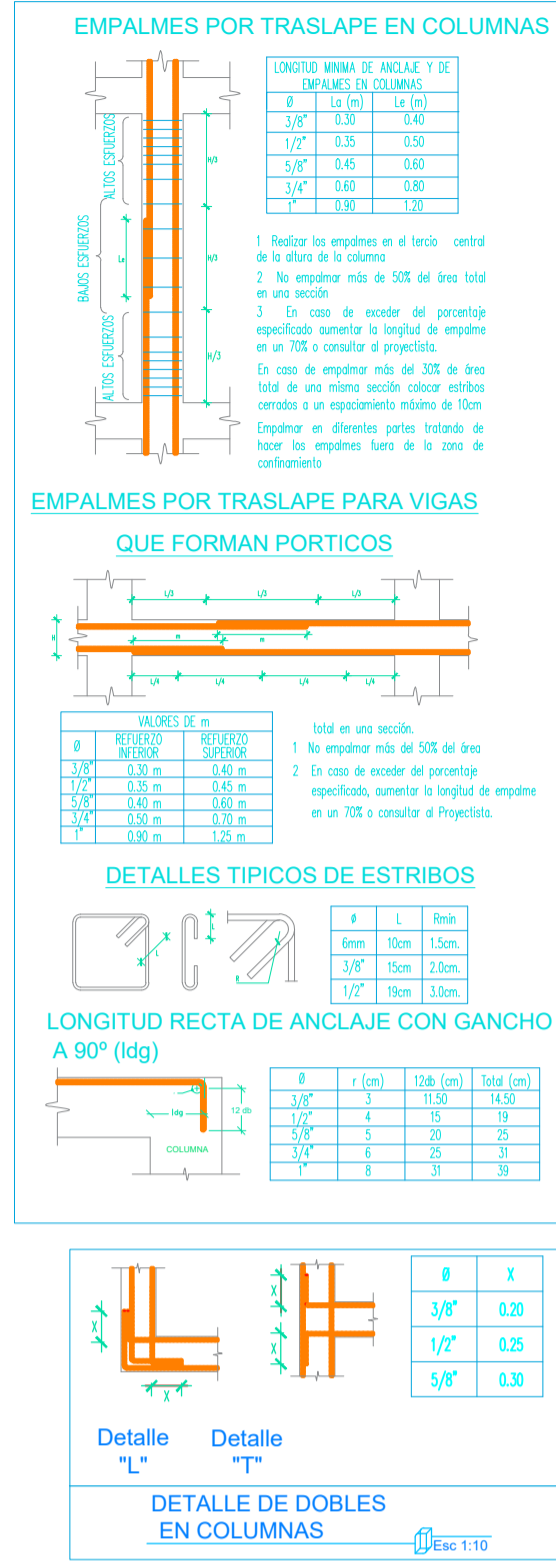 EMPALMES POR TRASLAPE EN COLUMNAS
LONGITUD MINIMA DE ANCLAJE Y DE
EMPALMES EN COLUMNAS
Ø La (m) Le (m)
3/8" 0.30 0.40
1/2" 0.35 0.50
5/8" 0.45 0.60
3/4" 0.60 0.80
1" 0.90 1.20
ALTOS ESFUERZOS
BAJOS ESFUERZOS
ALTOS ESFUERZOS
Le
H/3
H/3
H/3
1 Realizar los empalmes en el tercio central
de la altura de la columna
2 No empalmar más de 50% del área total
en una sección
3 En caso de exceder del porcentaje
especificado aumentar la longitud de empalme
en un 70% o consultar al proyectista.
En caso de empalmar más del 30% de área
total de una misma sección colocar estribos
cerrados a un espaciamiento máximo de 10cm
Empalmar en diferentes partes tratando de
hacer los empalmes fuera de la zona de
confinamiento
EMPALMES POR TRASLAPE PARA VIGAS
QUE FORMAN PORTICOS
L/3 L/3 L/3
H
m m
L/4 L/4 L/4 L/4
VALORES DE m
Ø REFUERZO INFERIOR REFUERZO SUPERIOR
3/8" 0.30 m 0.40 m
1/2" 0.35 m 0.45 m
5/8" 0.40 m 0.60 m
3/4" 0.50 m 0.70 m
1" 0.90 m 1.25 m
total en una sección.
1 No empalmar más del 50% del área
2 En caso de exceder del porcentaje
especificado, aumentar la longitud de empalme
en un 70% o consultar al Proyectista.
DETALLES TIPICOS DE ESTRIBOS
L
L
R
Ø L Rmin
6mm 10cm 1.5cm.
3/8" 15cm 2.0cm.
1/2" 19cm 3.0cm.
LONGITUD RECTA DE ANCLAJE CON GANCHO
A 90º (ldg)
ldg
12 db
COLUMNA
Ø r (cm) 12db (cm) Total (cm)
3/8" 3 11.50 14.50
1/2" 4 15 19
5/8" 5 20 25
3/4" 6 25 31
1" 8 31 39
X
X
X
X
Ø X
3/8" 0.20
1/2" 0.25
5/8" 0.30
Detalle
"L"
Detalle
"T"
DETALLE DE DOBLES
EN COLUMNAS
Esc 1:10